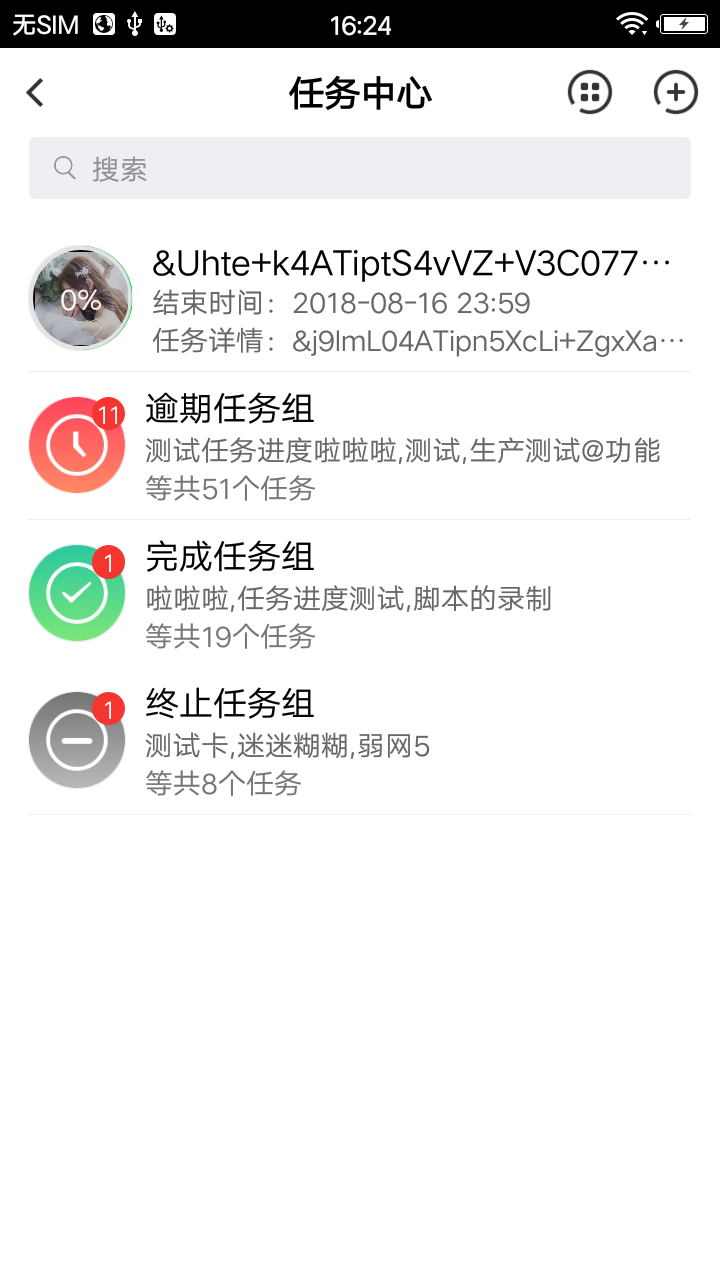 无SIM
16:24
任务中心
搜索
&Uhte+k4ATiptS4vVZ+V3C077…
0%
结束时间：2018-08-16 23:59
任务详情：&j9lmL04ATipn5XcLi+ZgxXa…
11
逾期任务组
测试任务进度啦啦啦,测试,生产测试@功能
等共51个任务
1
完成任务组
啦啦啦,任务进度测试,脚本的录制
等共19个任务
1
终止任务组
测试卡,迷迷糊糊,弱网5
等共8个任务